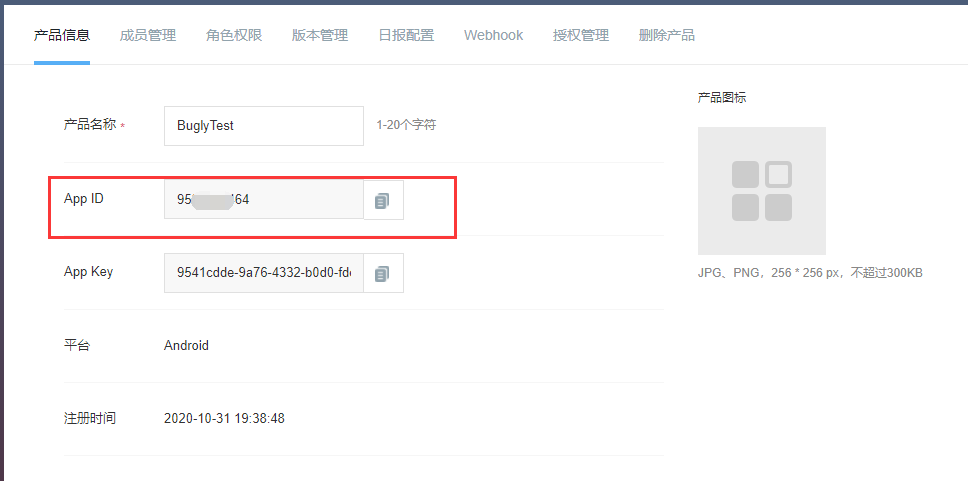 产品信息 成员管理 角色权限 版本管理 日报配置 Webhook 授权管理 删除产品
产品图标
产品名称 * BuglyTest 1-20个字符
App ID
App Key 9541cdde-9a76-4332-b0d0-fd
JPG、PNG，256 * 256 px，不超过300KB
平台 Android
注册时间 2020-10-31 19:38:48